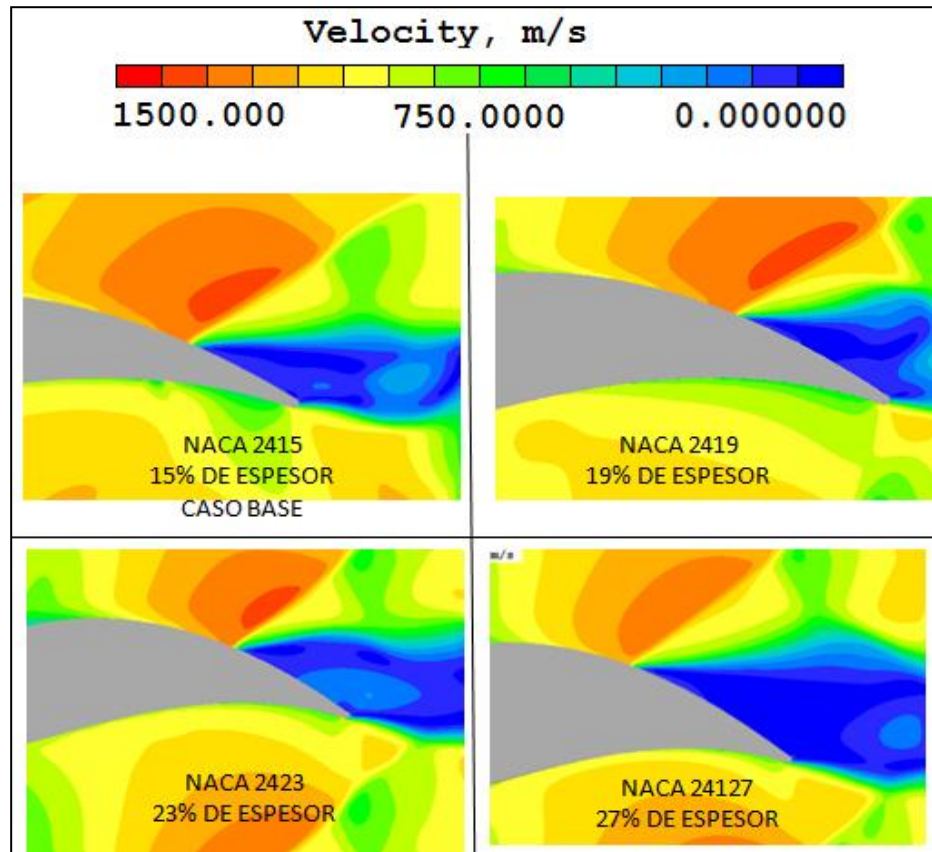 Velocity, m/s
1500.000 750.0000 0.000000
NACA 2415
15% DE ESPESOR
CASO BASE
NACA 2419
19% DE ESPESOR
NACA 2423
23% DE ESPESOR
m/s
NACA 24127
27% DE ESPESOR